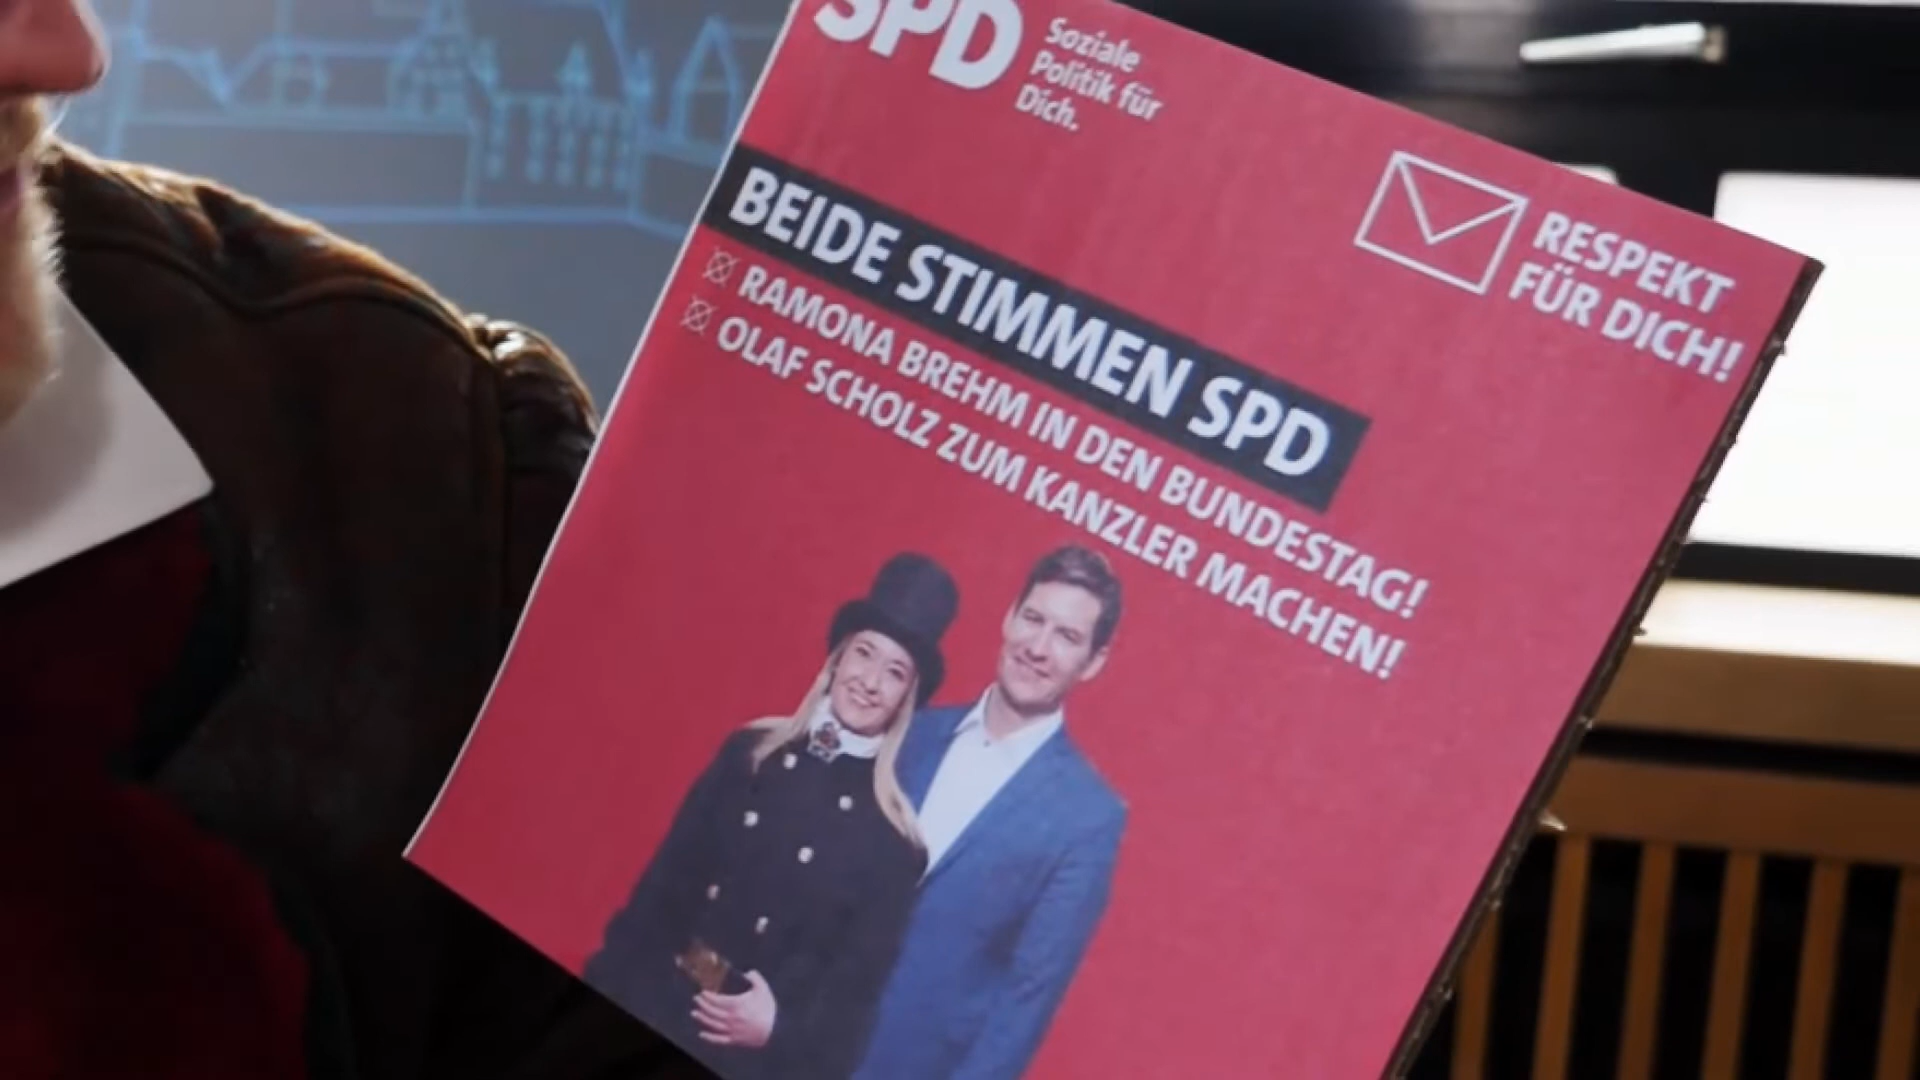 SPD
Soziale
Politik für
Dich.
RESPEKT
FÜR DICH!
BEIDE STIMMEN SPD
RAMONA BREHM IN DEN BUNDESTAG!
OLAF SCHOLZ ZUM KANZLER MACHEN!